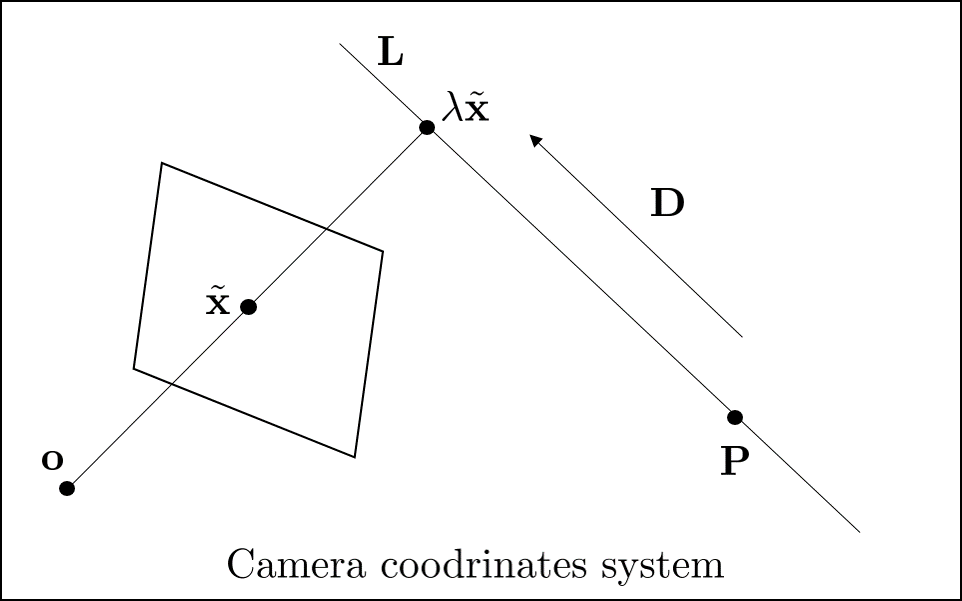 L
λx̃
D
x̃
o
P
Camera coodrinates system